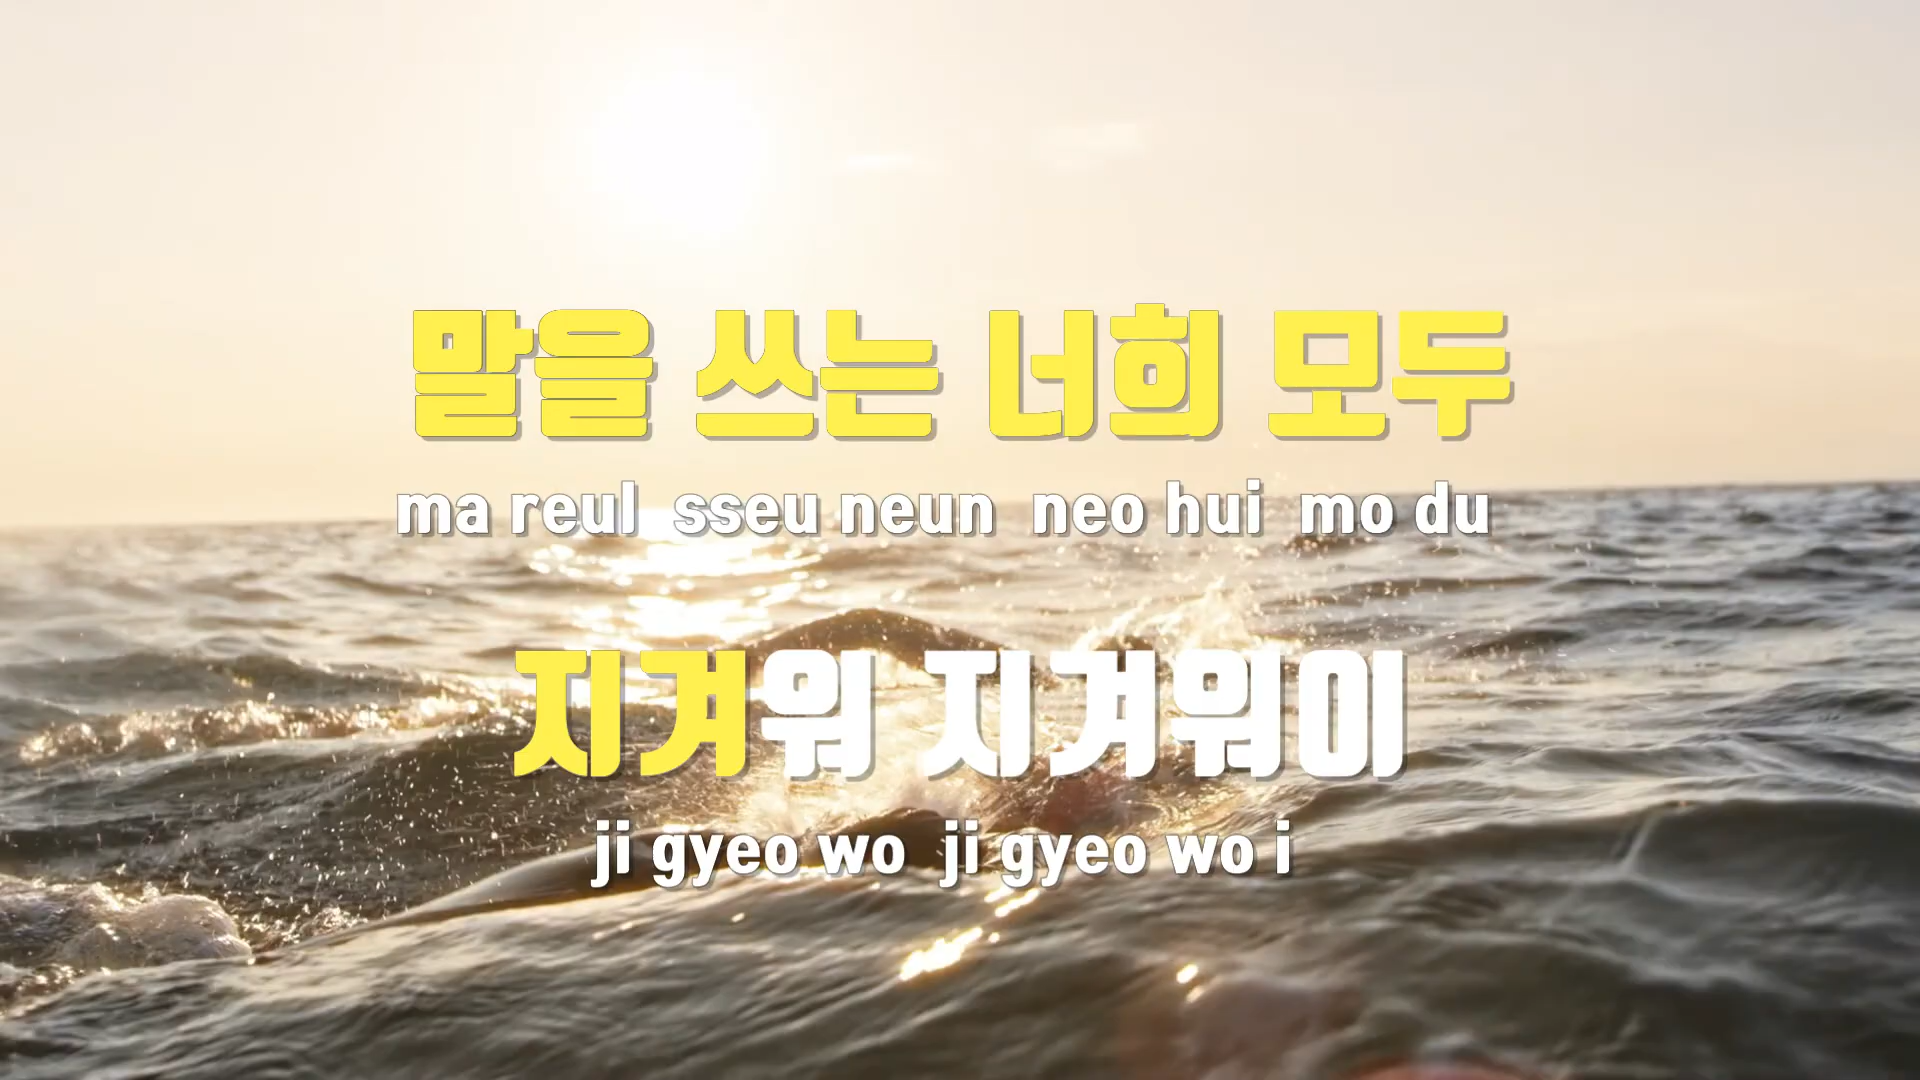 말을 쓰는 너희 모두
ma reul sseu neun neo hui mo du
지겨워 지겨워이
ji gyeo wo ji gyeo wo i